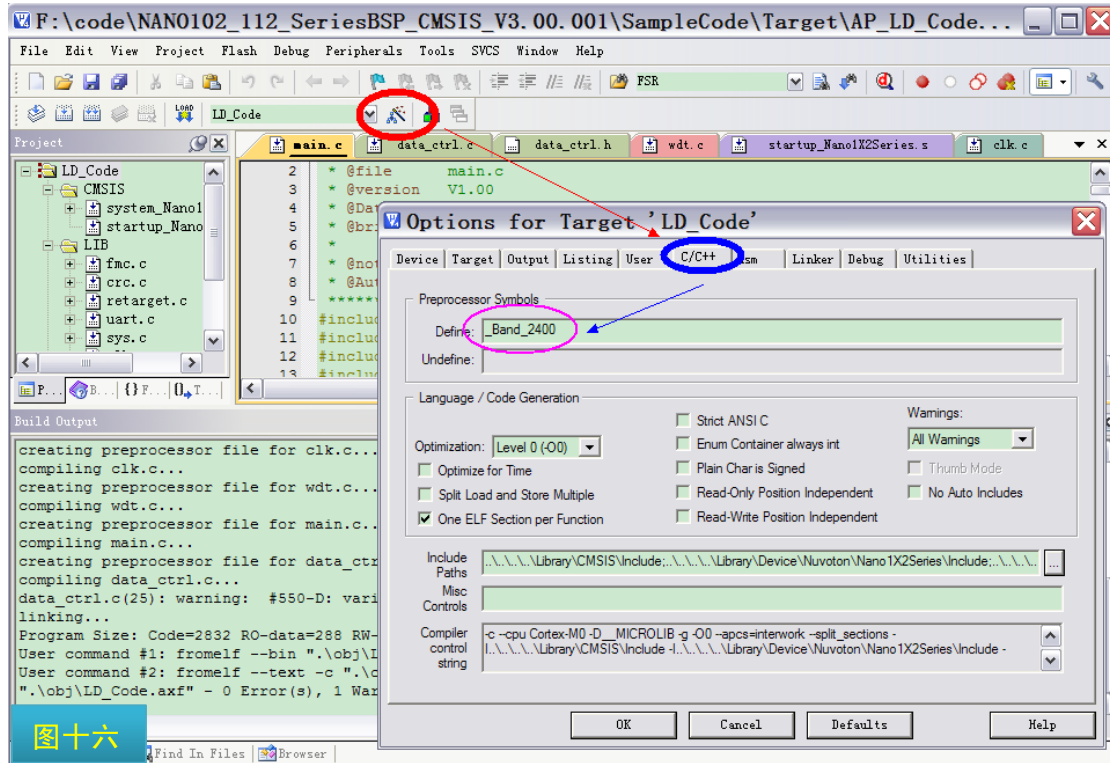 F:\code\NANO102_112_SeriesBSP_CMSIS_V3.00.001\SampleCode\Target\AP_LD_Code...
File Edit View Project Flash Debug Peripherals Tools SVCS Window Help
FSR
LOAD LD_Code
Project
main.c data_ctrl.c data_ctrl.h wdt.c startup_Nano1X2Series.s clk.c
LD_Code
CMSIS
system_Nano1
startup_Nano
LIB
fmc.c
crc.c
retarget.c
uart.c
sys.c
2 * @file main.c
3 * @version V1.00
4 * @Dat
5 * @bri
6 *
7 * @not
8 * @Aut
9 ******
10 #includ
11 #includ
12 #includ
13 #includ
P... B... {} F... 0 T...
Options for Target 'LD_Code'
Device Target Output Listing User C/C++ Asm Linker Debug Utilities
Preprocessor Symbols
Define: _Band_2400
Undefine:
Language / Code Generation
Optimization: Level 0 (-O0)
Optimize for Time
Split Load and Store Multiple
One ELF Section per Function
Strict ANSI C
Enum Container always int
Plain Char is Signed
Read-Only Position Independent
Read-Write Position Independent
Warnings:
All Warnings
Thumb Mode
No Auto Includes
Include Paths
..\..\..\..\Library\CMSIS\Include;..\..\..\..\Library\Device\Nuvoton\Nano1X2Series\Include;..\..\..\.. ...
Misc Controls
Compiler control string
-c --cpu Cortex-M0 -D__MICROLIB -g -O0 --apcs=interwork --split_sections -
I..\..\..\..\Library\CMSIS\Include -I..\..\..\..\Library\Device\Nuvoton\Nano1X2Series\Include -
OK Cancel Defaults Help
Build Output
creating preprocessor file for clk.c...
compiling clk.c...
creating preprocessor file for wdt.c...
compiling wdt.c...
creating preprocessor file for main.c..
compiling main.c...
creating preprocessor file for data_ctr
compiling data_ctrl.c...
data_ctrl.c(25): warning: #550-D: vari
linking...
Program Size: Code=2832 RO-data=288 RW-
User command #1: fromelf --bin ".\obj\L
User command #2: fromelf --text -c ".\o
".\obj\LD_Code.axf" - 0 Error(s), 1 War
图十六
Find In Files Browser